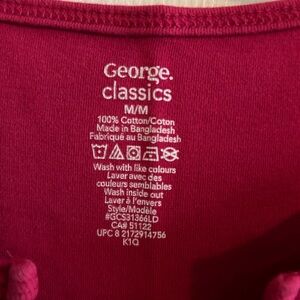 George.
classics
M/M
100% Cotton/Coton
Made in Bangladesh
Fabriqué au Bangladesh
Wash with like colours
Laver avec des
couleurs semblables
Wash inside out
Laver à l'envers
Style/Modèle
#GCS31366LD
CA# 51122
UPC 8 2172914756
K1Q